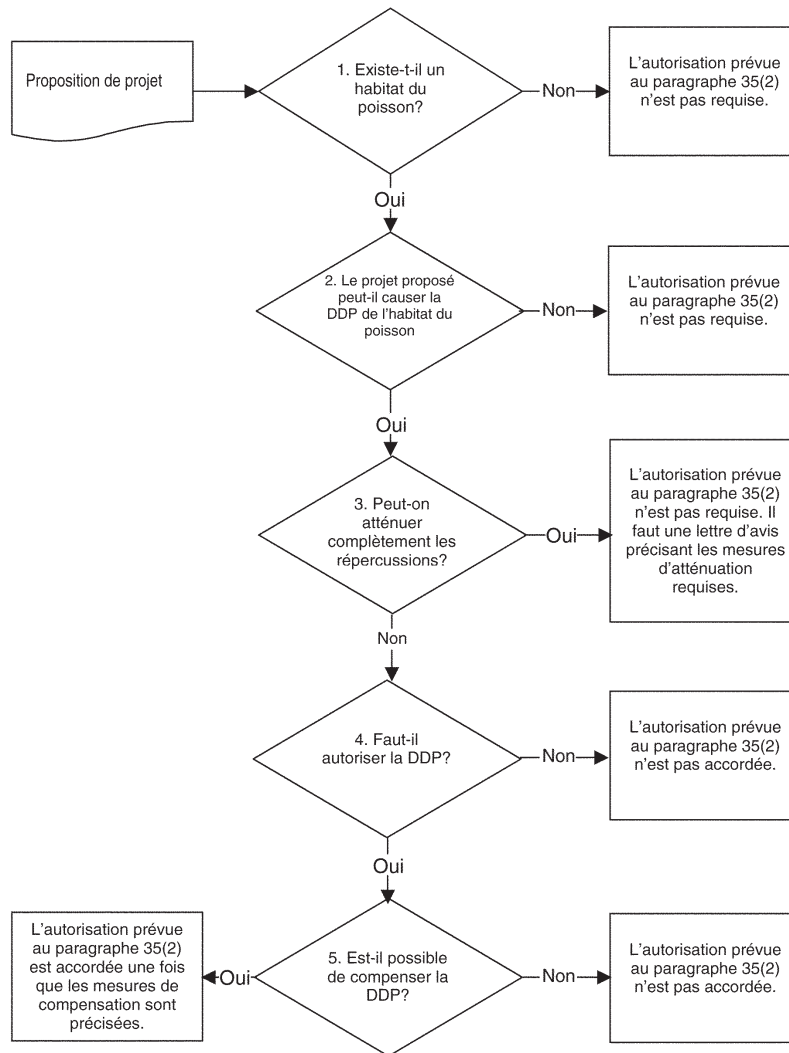 Proposition de projet
1. Existe-t-il un
habitat du
poisson?
Non
L'autorisation prévue
au paragraphe 35(2)
n'est pas requise.
Oui
2. Le projet proposé
peut-il causer la
DDP de l'habitat du
poisson
Non
L'autorisation prévue
au paragraphe 35(2)
n'est pas requise.
Oui
3. Peut-on
atténuer
complètement les
répercussions?
Oui
L'autorisation prévue
au paragraphe 35(2)
n'est pas requise. Il
faut une lettre d'avis
précisant les mesures
d'atténuation
requises.
Non
4. Faut-il
autoriser la DDP?
Non
L'autorisation prévue
au paragraphe 35(2)
n'est pas accordée.
Oui
5. Est-il possible
de compenser la
DDP?
Oui
L'autorisation prévue
au paragraphe 35(2)
est accordée une fois
que les mesures de
compensation sont
précisées.
Non
L'autorisation prévue
au paragraphe 35(2)
n'est pas accordée.